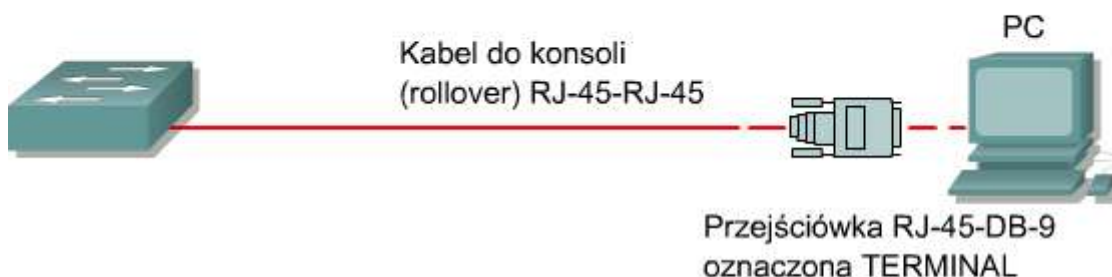 PC
Kabel do konsoli
(rollover) RJ-45-RJ-45
Przejściówka RJ-45-DB-9
oznaczona TERMINAL